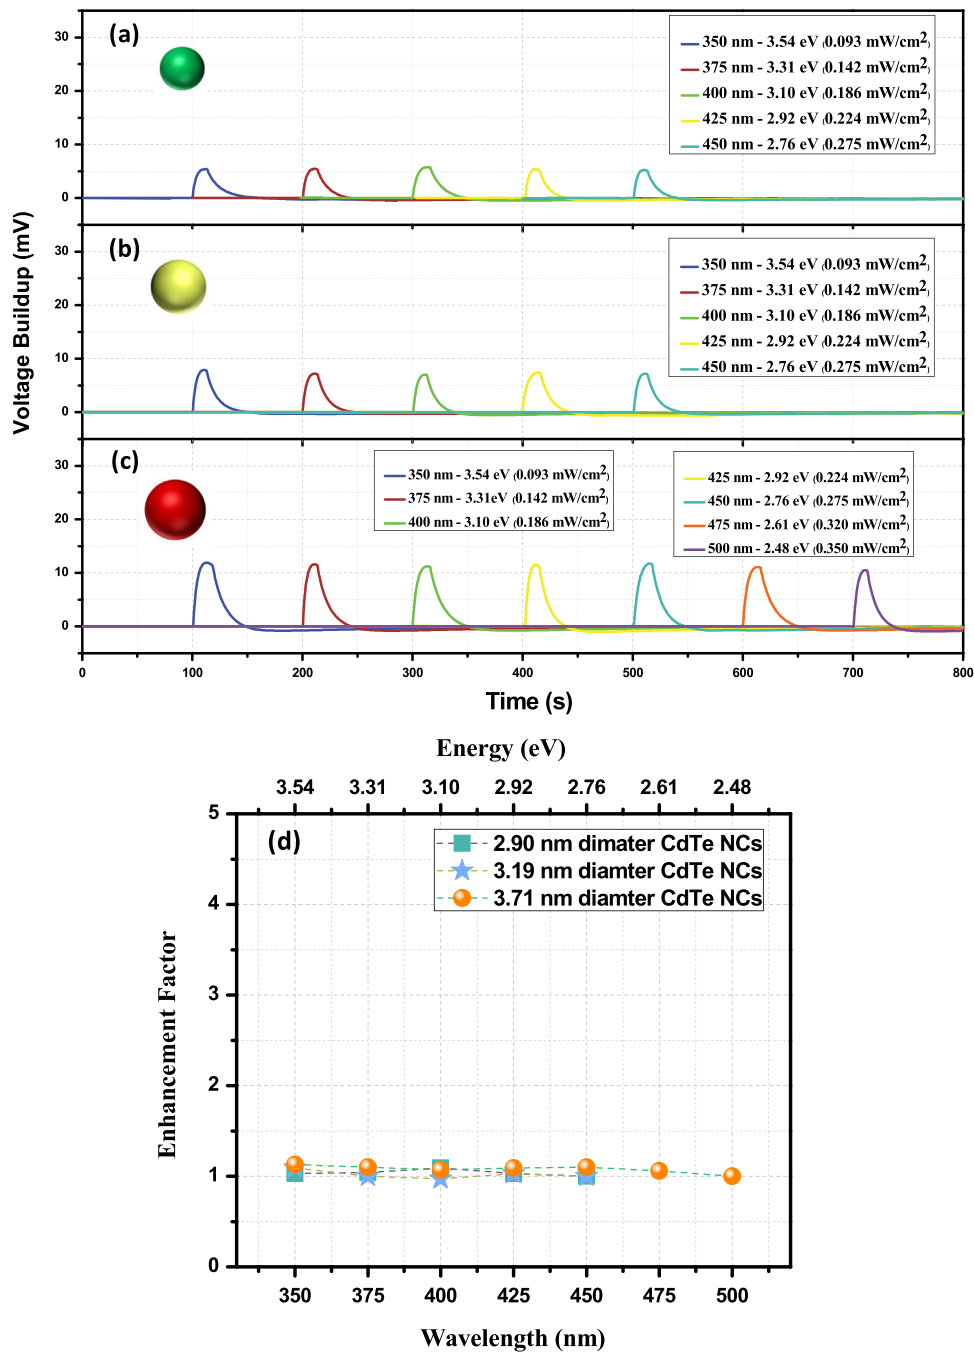 (a)
350 nm - 3.54 eV (0.093 mW/cm²)
375 nm - 3.31 eV (0.142 mW/cm²)
400 nm - 3.10 eV (0.186 mW/cm²)
425 nm - 2.92 eV (0.224 mW/cm²)
450 nm - 2.76 eV (0.275 mW/cm²)
30
20
10
0
(b)
350 nm - 3.54 eV (0.093 mW/cm²)
375 nm - 3.31 eV (0.142 mW/cm²)
400 nm - 3.10 eV (0.186 mW/cm²)
425 nm - 2.92 eV (0.224 mW/cm²)
450 nm - 2.76 eV (0.275 mW/cm²)
30
20
10
0
Voltage Buildup (mV)
(c)
350 nm - 3.54 eV (0.093 mW/cm²)
375 nm - 3.31eV (0.142 mW/cm²)
400 nm - 3.10 eV (0.186 mW/cm²)
425 nm - 2.92 eV (0.224 mW/cm²)
450 nm - 2.76 eV (0.275 mW/cm²)
475 nm - 2.61 eV (0.320 mW/cm²)
500 nm - 2.48 eV (0.350 mW/cm²)
30
20
10
0
0 100 200 300 400 500 600 700 800
Time (s)
Energy (eV)
3.54 3.31 3.10 2.92 2.76 2.61 2.48
(d)
2.90 nm dimater CdTe NCs
3.19 nm diamter CdTe NCs
3.71 nm diamter CdTe NCs
5
4
3
2
1
0
Enhancement Factor
350 375 400 425 450 475 500
Wavelength (nm)